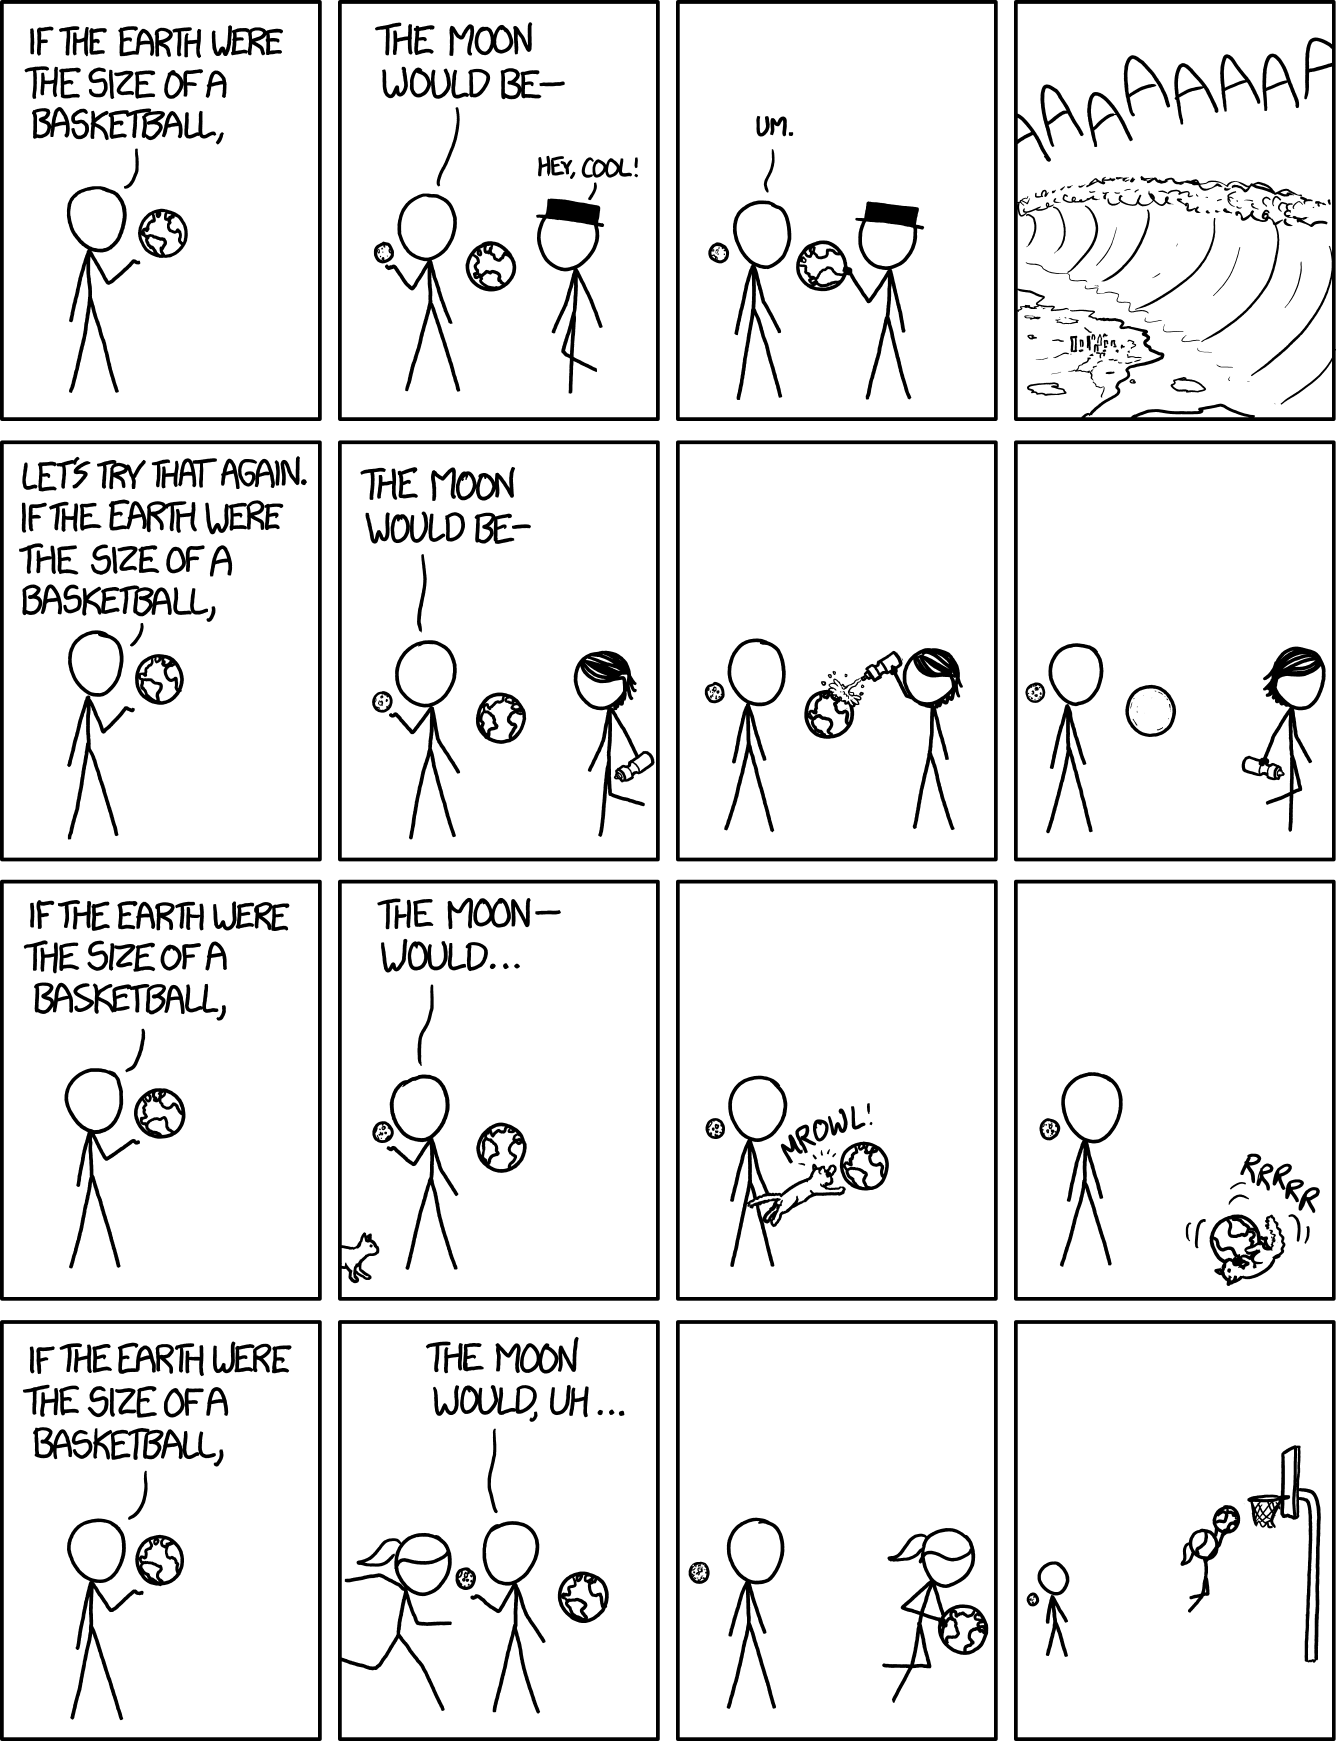 IF THE EARTH WERE
THE SIZE OF A
BASKETBALL,
THE MOON
WOULD BE—
HEY, COOL!
UM.
AAAAAAAA
LET'S TRY THAT AGAIN.
IF THE EARTH WERE
THE SIZE OF A
BASKETBALL,
THE MOON
WOULD BE—
IF THE EARTH WERE
THE SIZE OF A
BASKETBALL,
THE MOON—
WOULD...
MROWL!
RRRRR
IF THE EARTH WERE
THE SIZE OF A
BASKETBALL,
THE MOON
WOULD, UH...